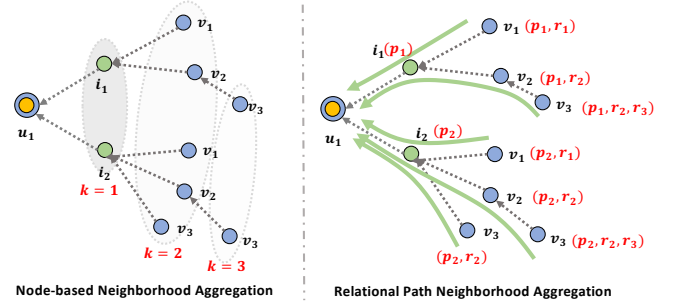 v₁
i₁
v₂
v₃
u₁
v₁
i₂
k = 1
v₂
v₃
v₃
k = 2
k = 3
Node-based Neighborhood Aggregation
v₁ (p₁, r₁)
i₁(p₁)
v₂ (p₁, r₂)
v₃ (p₁, r₂, r₃)
u₁
i₂ (p₂)
v₁ (p₂, r₁)
v₂ (p₂, r₂)
v₃ (p₂, r₂, r₃)
v₃
(p₂, r₂)
Relational Path Neighborhood Aggregation